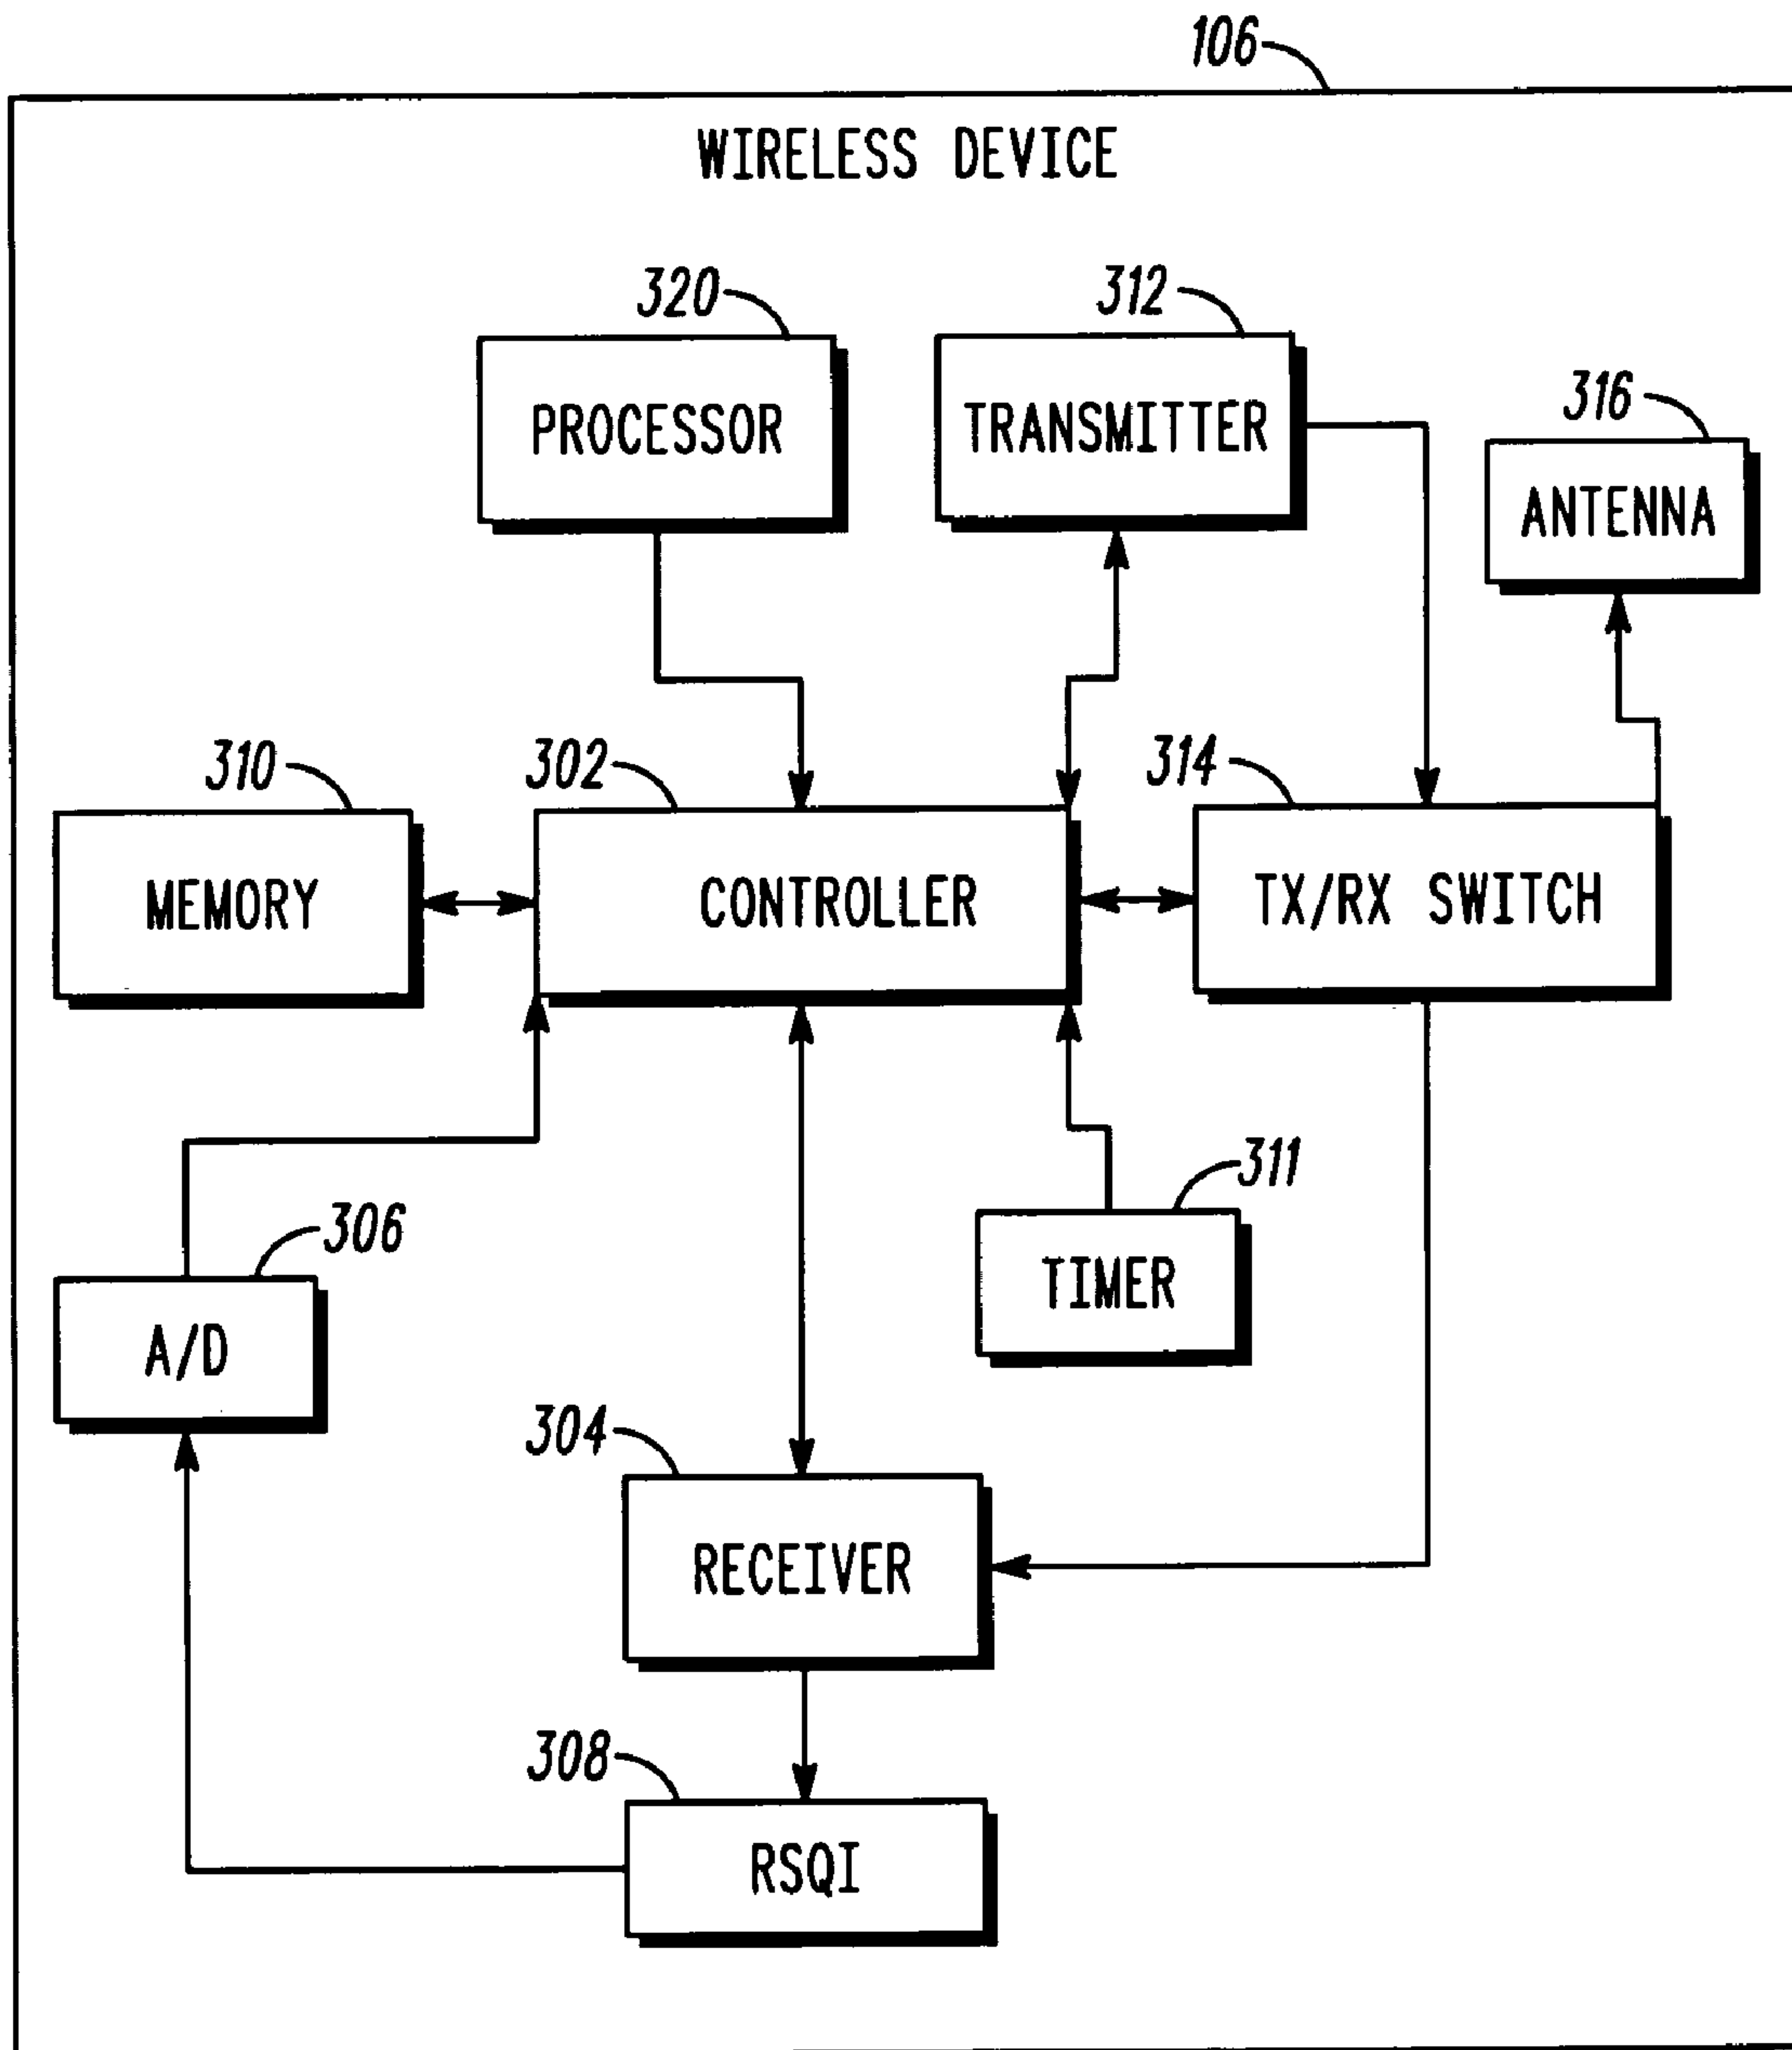 106
WIRELESS DEVICE
320
312
PROCESSOR
TRANSMITTER
316
ANTENNA
310
302
314
MEMORY
CONTROLLER
TX/RX SWITCH
311
306
TIMER
A/D
304
RECEIVER
308
RSQI